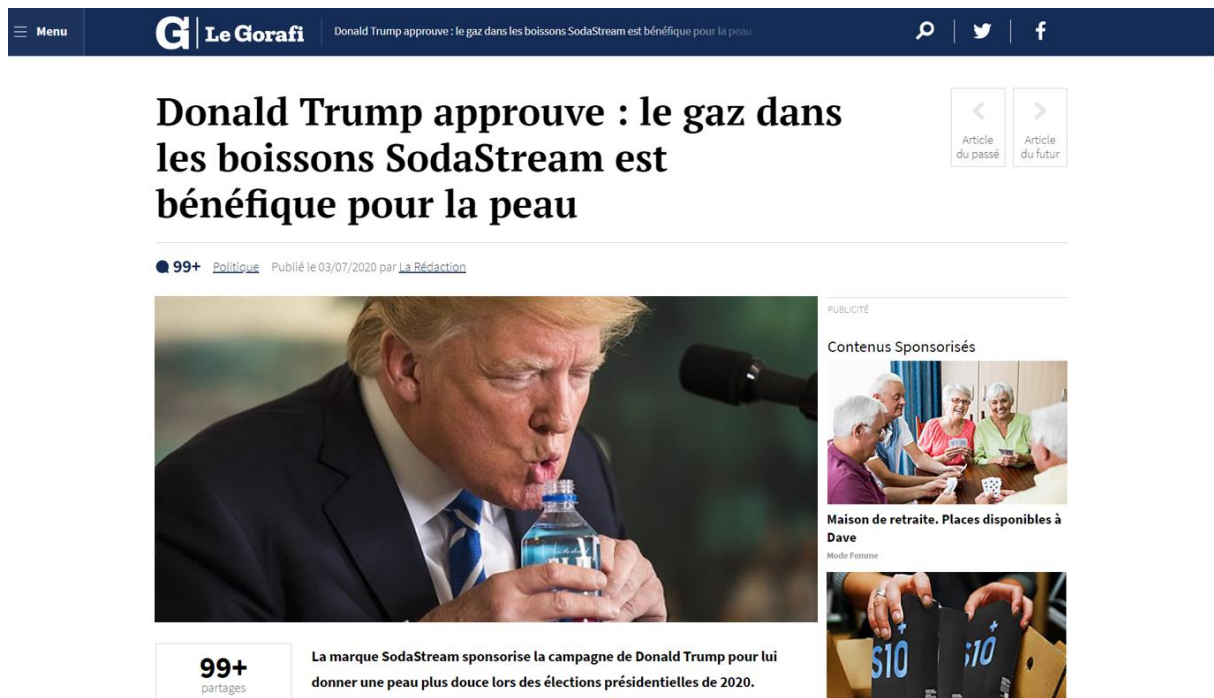 Menu
G Le Gorafi
Donald Trump approuve : le gaz dans les boissons SodaStream est bénéfique pour la peau
Donald Trump approuve : le gaz dans
les boissons SodaStream est
bénéfique pour la peau
Article
du passé
Article
du futur
99+ Politique Publié le 03/07/2020 par La Rédaction
PUBLICITÉ
Contenus Sponsorisés
Maison de retraite. Places disponibles à
Dave
Mode Femme
S10+
S10+
99+
partages
La marque SodaStream sponsorise la campagne de Donald Trump pour lui
donner une peau plus douce lors des élections présidentielles de 2020.